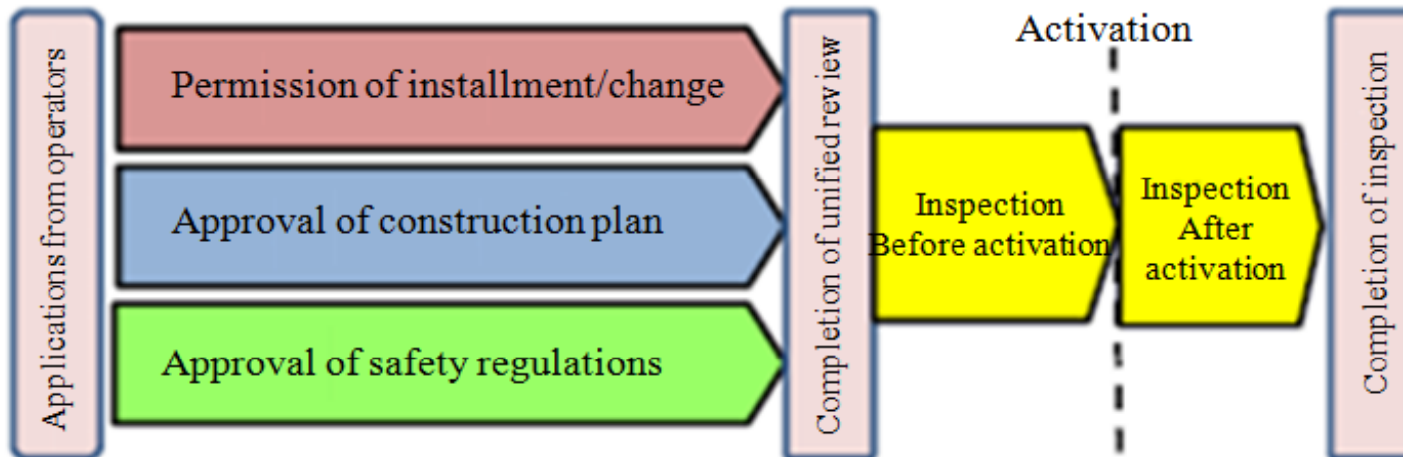 Applications from operators
Permission of installment/change
Approval of construction plan
Approval of safety regulations
Completion of unified review
Activation
Inspection
Before activation
Inspection
After
activation
Completion of inspection